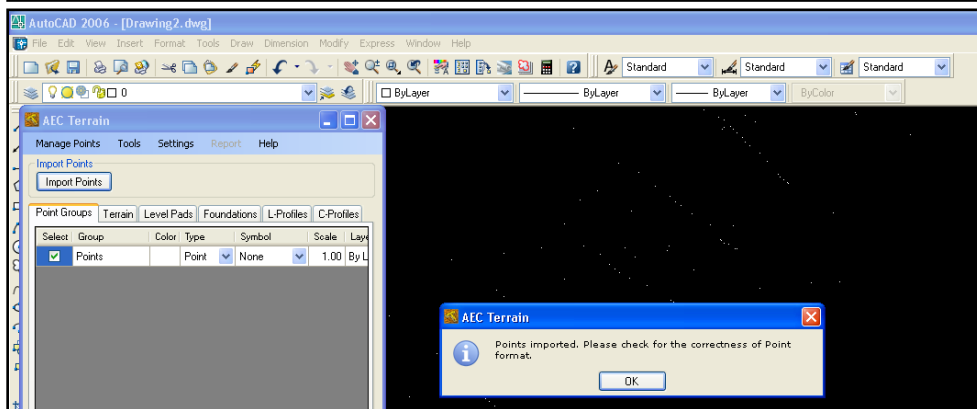 AutoCAD 2006 - [Drawing2.dwg]
File Edit View Insert Format Tools Draw Dimension Modify Express Window Help
Standard Standard Standard
0 ByLayer ByLayer ByLayer ByColor
AEC Terrain
Manage Points Tools Settings Report Help
Import Points
Import Points
Point Groups Terrain Level Pads Foundations L-Profiles C-Profiles
Select Group Color Type Symbol Scale Laye
Points Point None 1.00 By L
AEC Terrain
Points imported. Please check for the correctness of Point
format.
OK